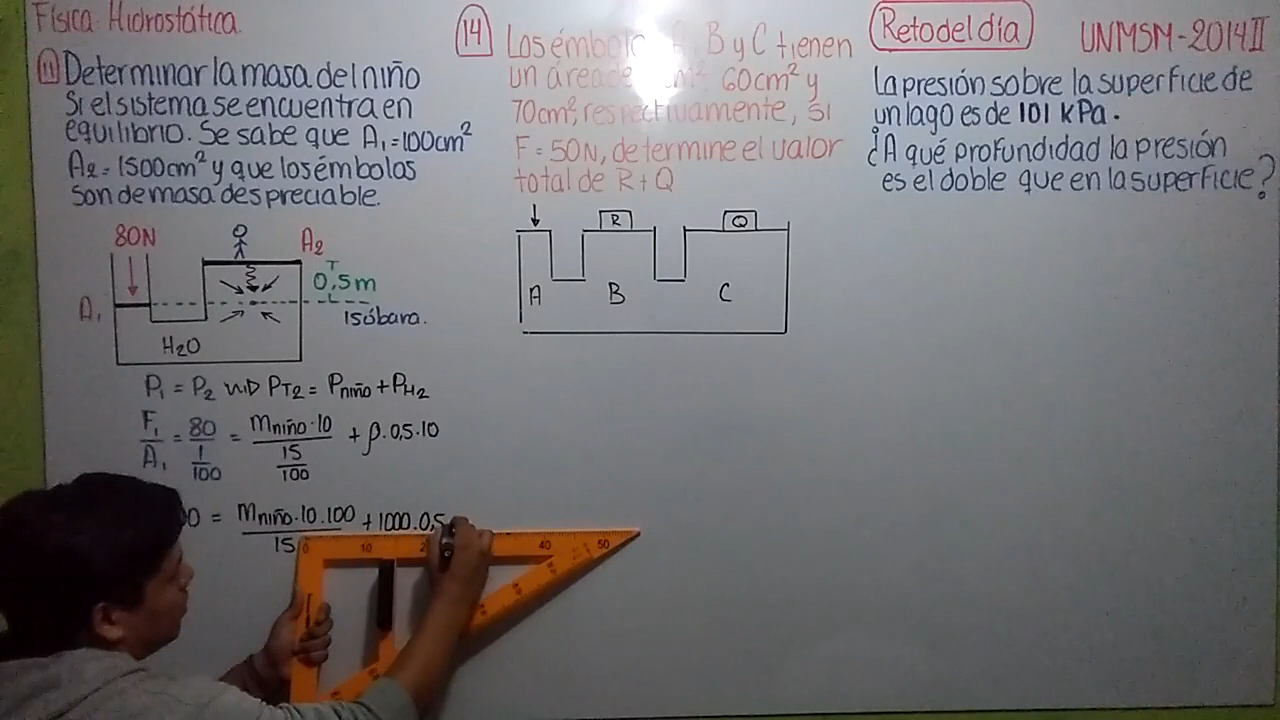 Física: Hidrostática.
11 Determinar la masa del niño
Si el sistema se encuentra en
equilibrio. Se sabe que A₁=100cm²
A₂=1500cm² y que los émbolos
son de masa despreciable.
80N
A₂
0,5m
A₁
Isóbara.
H₂O
P₁ = P₂ PT₂ = Pniño + PH₂
F₁/A₁ = 80/(1/100) = mniño·10/(15/100) + ρ·0,5·10
= mniño·10.100/15 + 1000.0,5
0 10 40 50
14 Los B y C tienen
un área 60cm² y
70cm², respectivamente, si
F = 50N, determine el valor
total de R+Q
R
Q
A
B
C
Reto del día
UNMSM-2014II
La presión sobre la superficie de
un lago es de 101 kPa.
¿A qué profundidad la presión
es el doble que en la superficie?